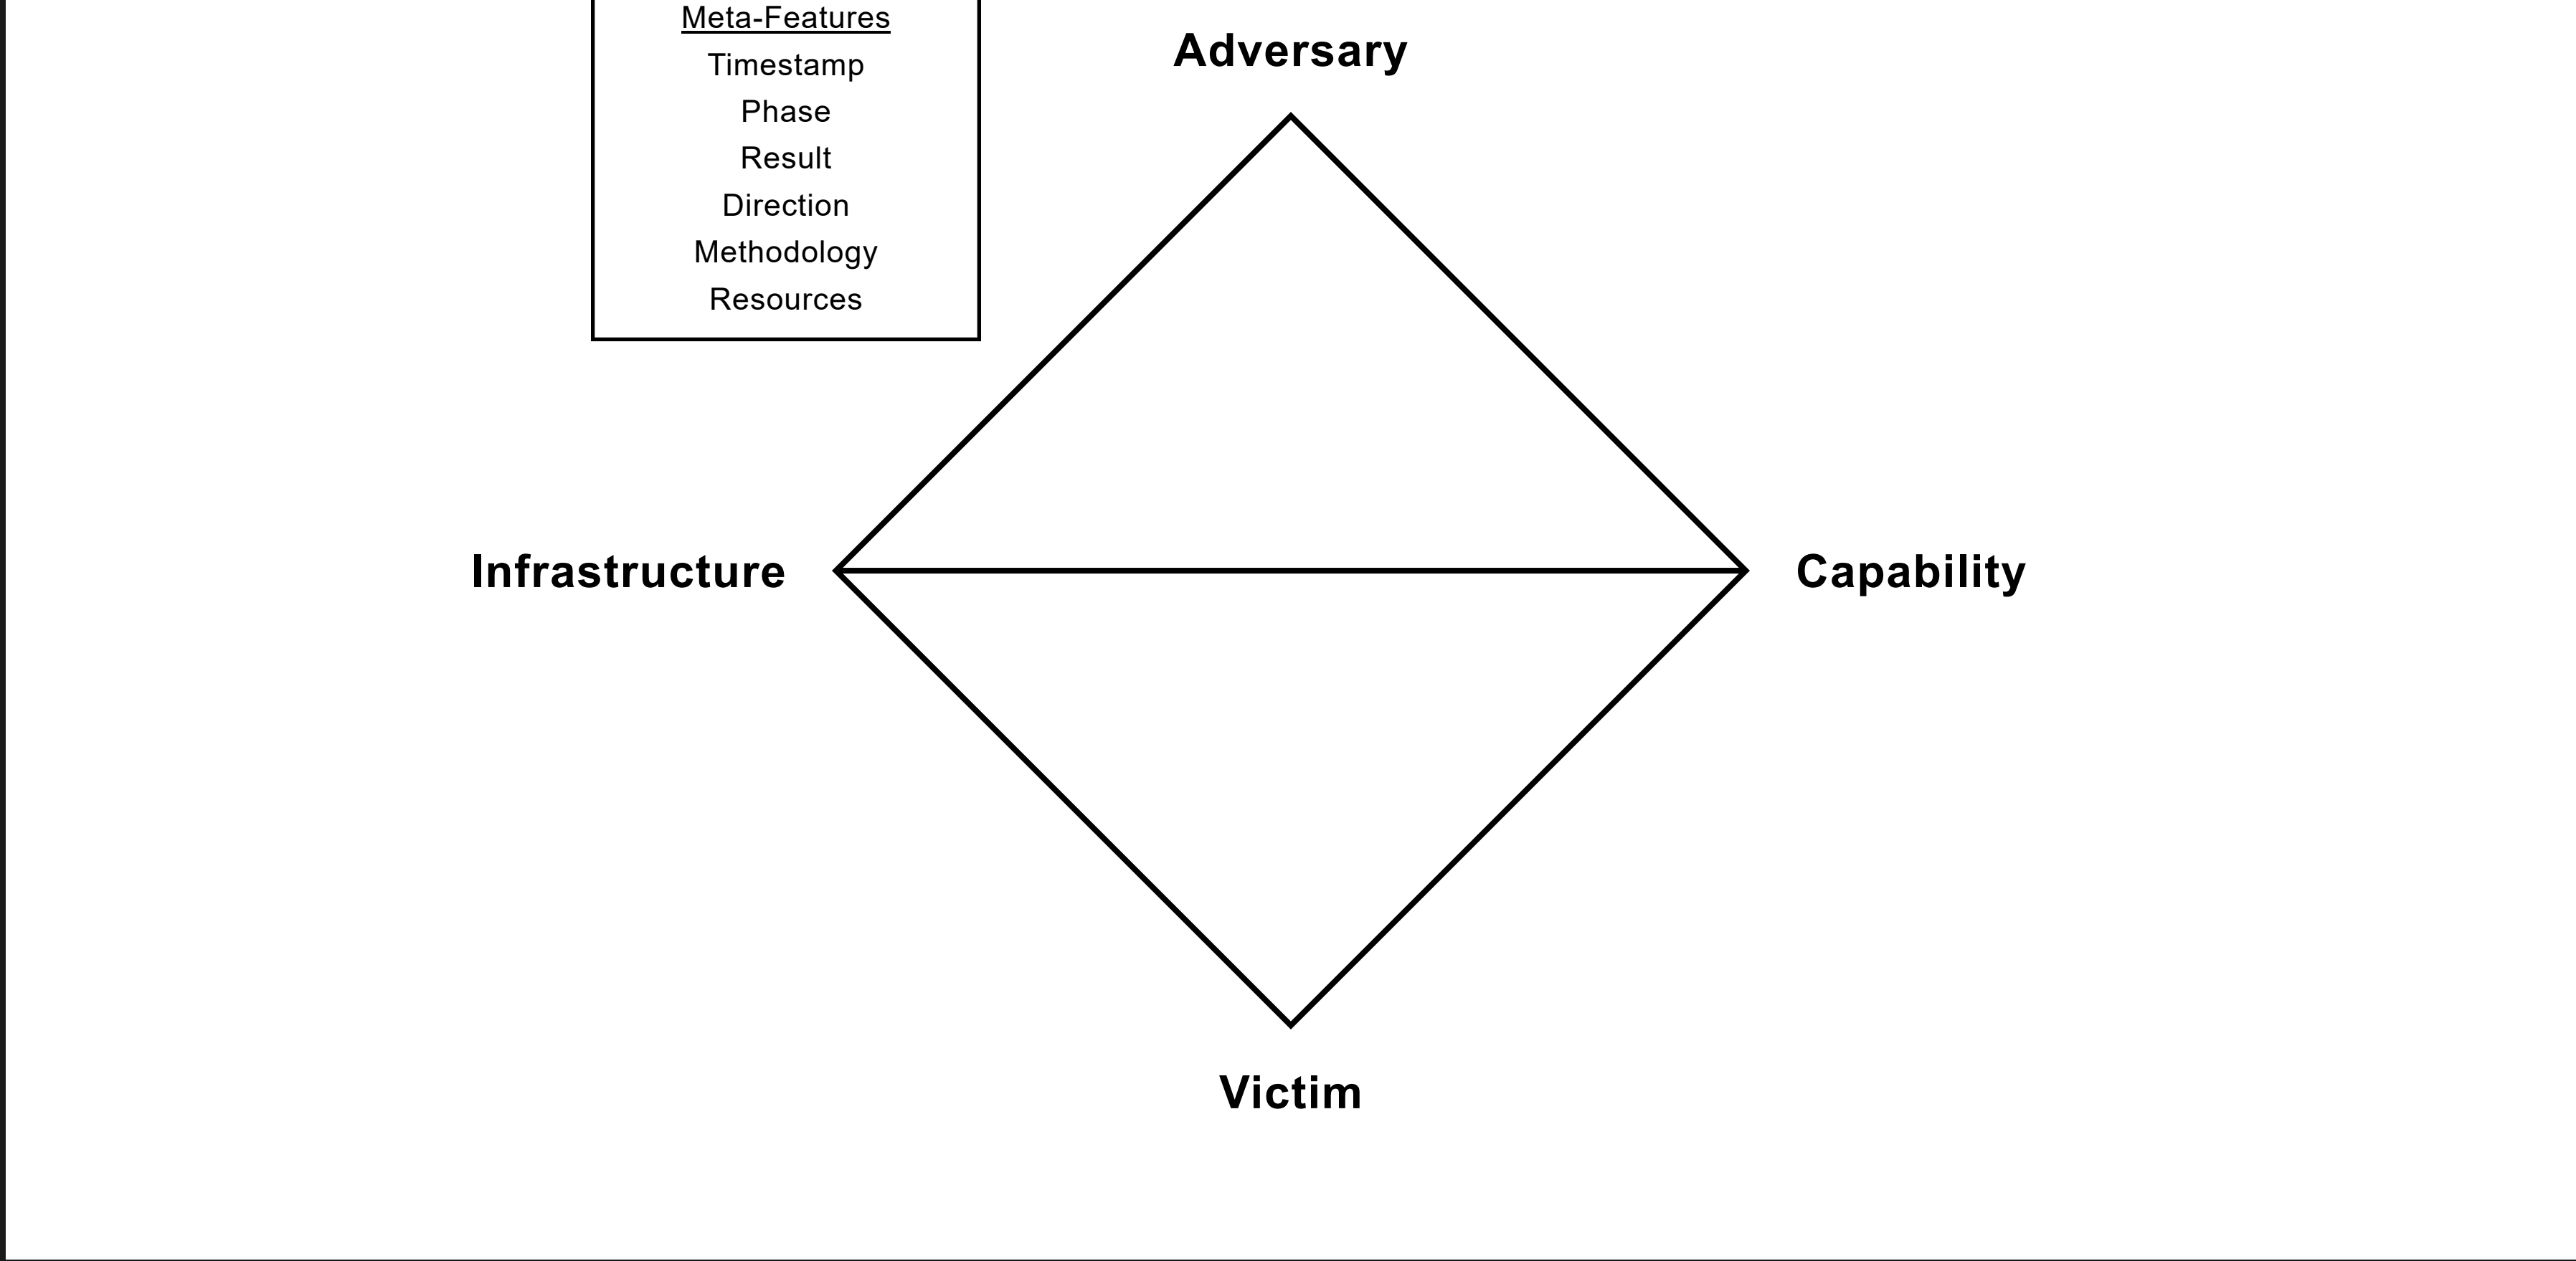 Meta-Features
Timestamp
Phase
Result
Direction
Methodology
Resources
Adversary
Infrastructure
Capability
Victim